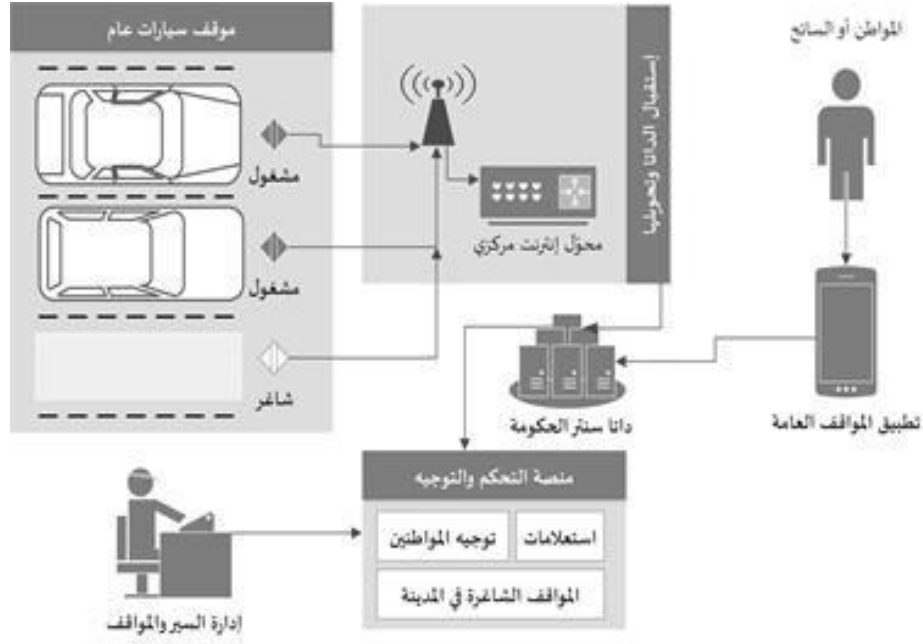 موقف سيارات عام
المواطن أو السائح
إستقبال الداتا وتحويلها
مشغول
محوّل إنترنت مركزي
مشغول
شاغر
داتا سنتر الحكومة
تطبيق المواقف العامة
منصة التحكم والتوجيه
استعلامات
توجيه المواطنين
المواقف الشاغرة في المدينة
إدارة السير والمواقف